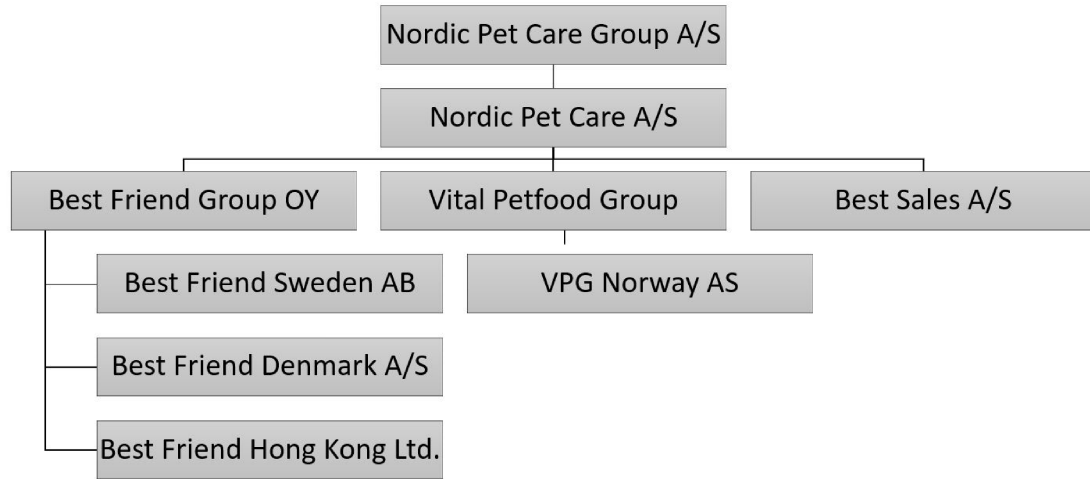 Nordic Pet Care Group A/S
Nordic Pet Care A/S
Best Friend Group OY
Vital Petfood Group
Best Sales A/S
Best Friend Sweden AB
VPG Norway AS
Best Friend Denmark A/S
Best Friend Hong Kong Ltd.